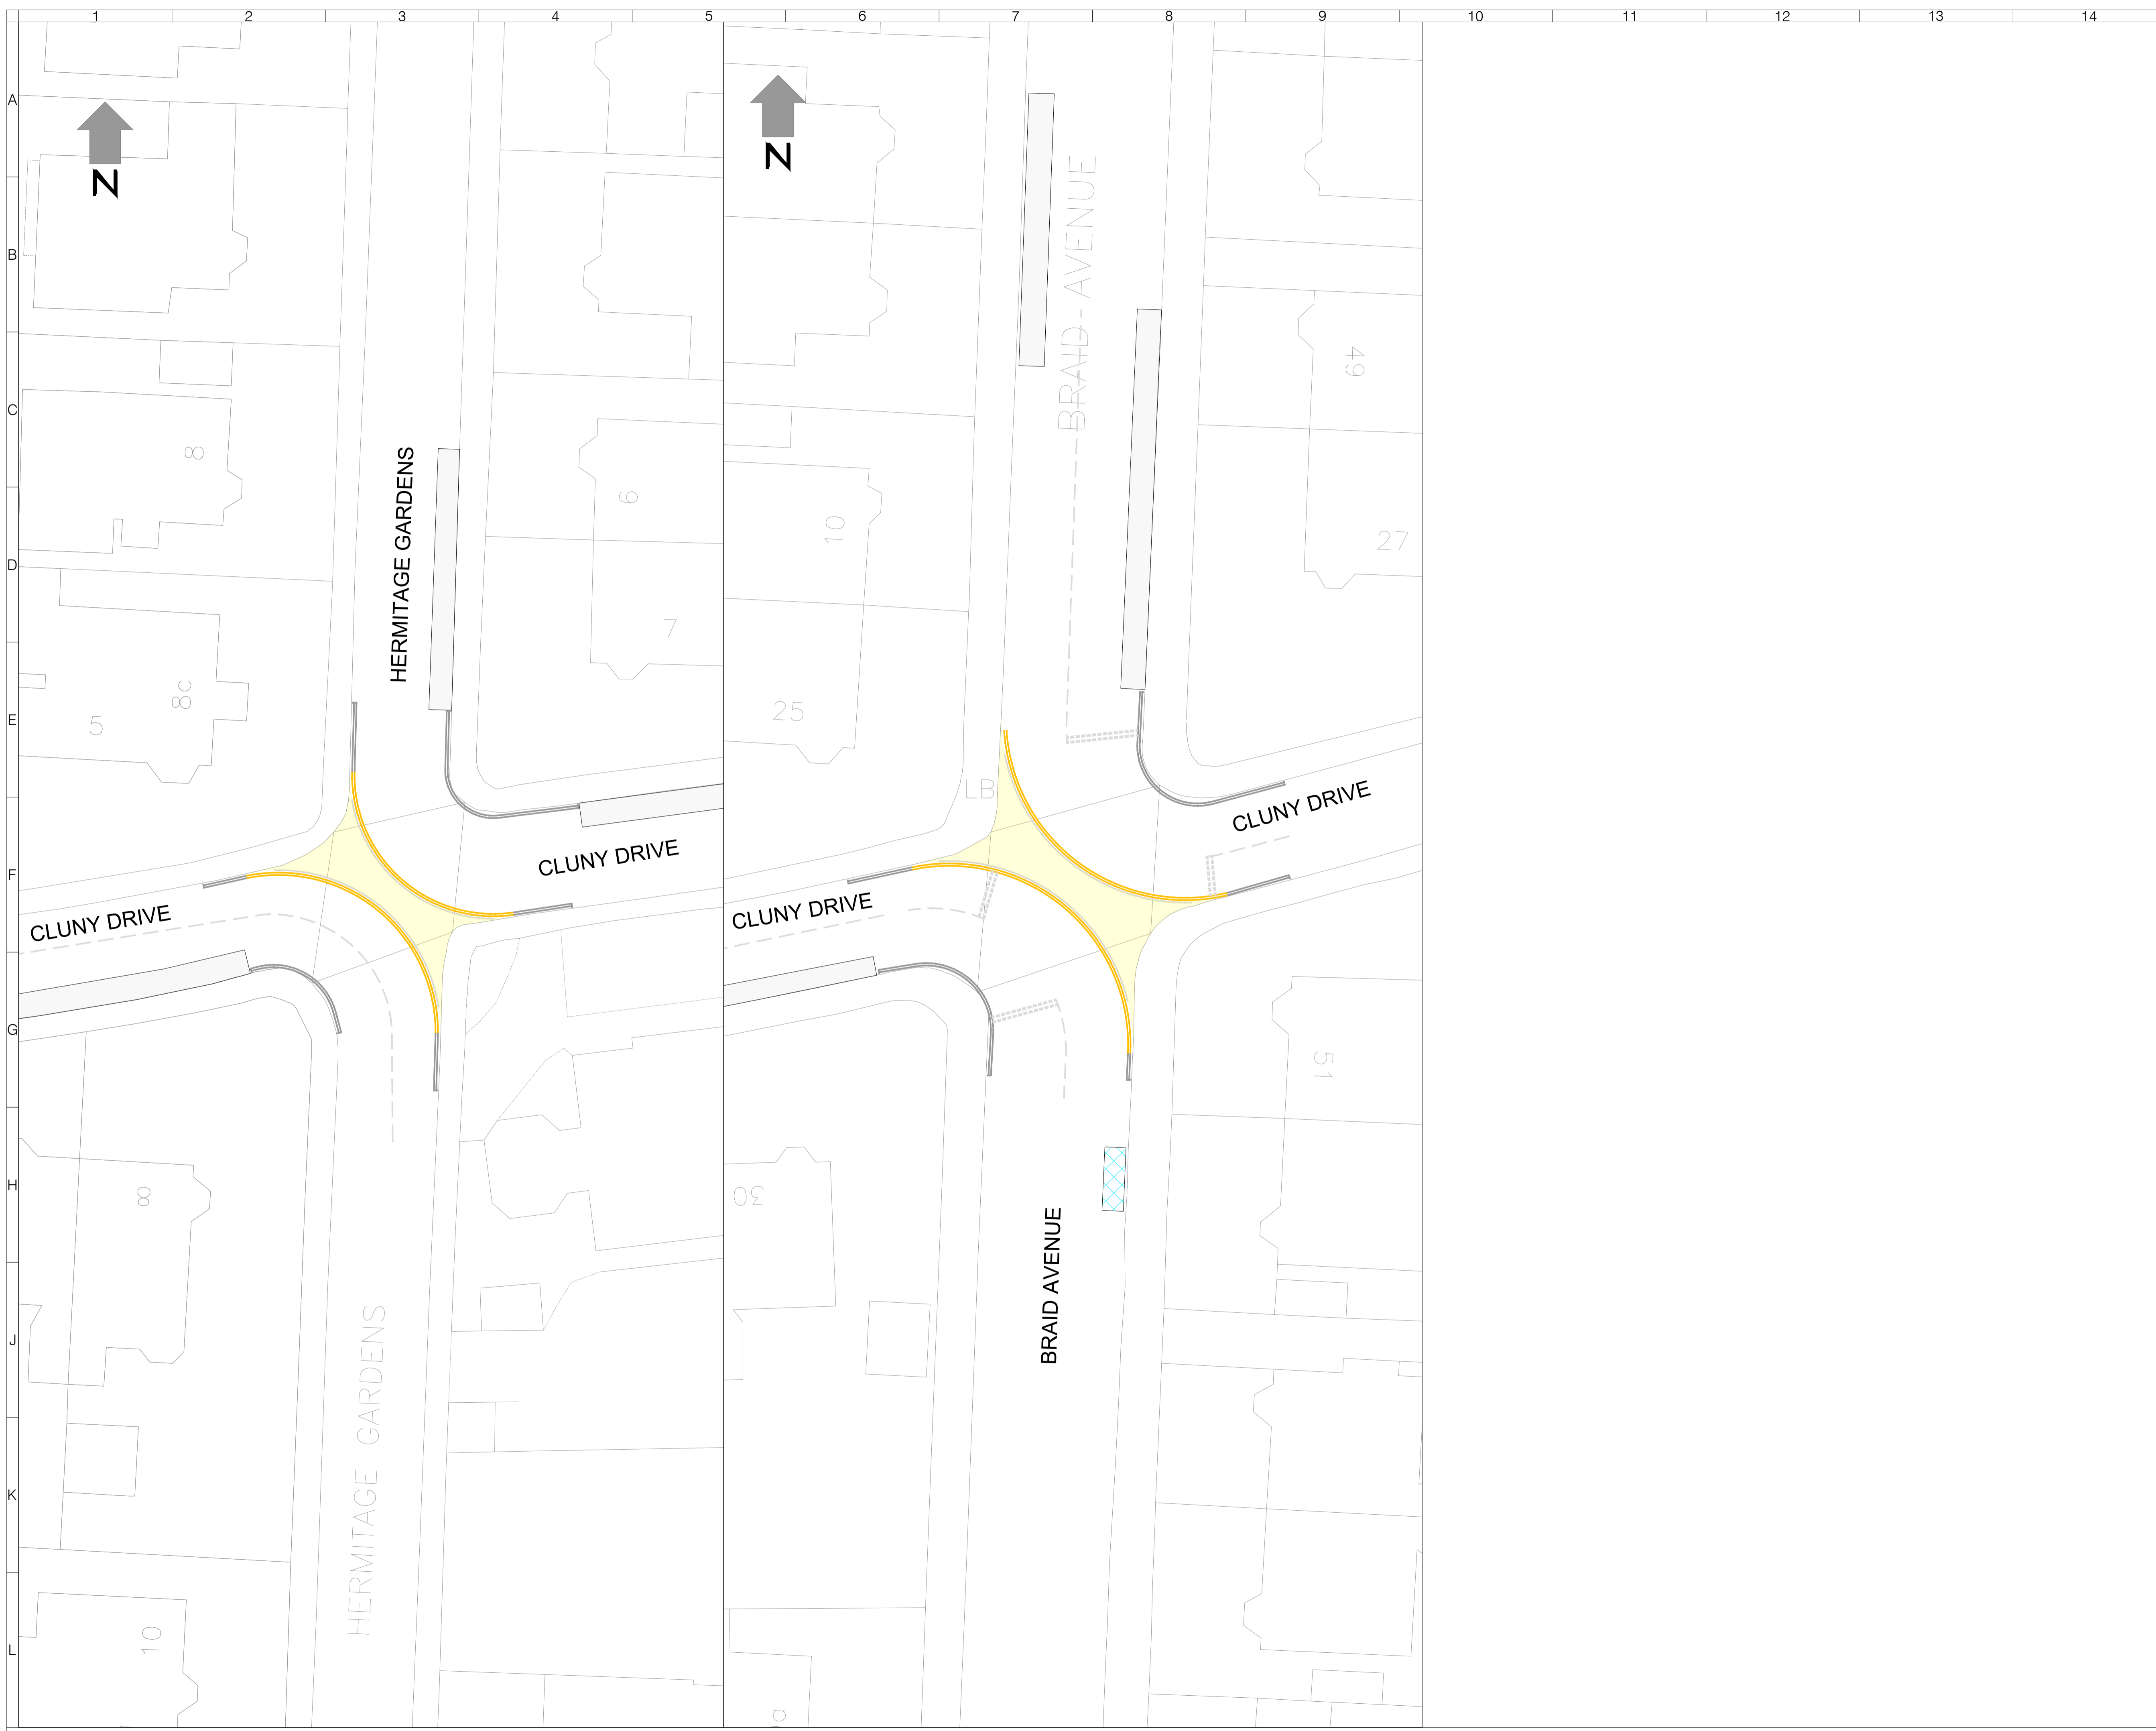 1 2 3 4 5 6 7 8 9 10 11 12 13 14
A
B
C
D
E
F
G
H
J
K
L
N
8
8C
5
HERMITAGE GARDENS
6
7
CLUNY DRIVE
CLUNY DRIVE
8
HERMITAGE GARDENS
10
N
BRAID AVENUE
49
10
27
25
LB
CLUNY DRIVE
CLUNY DRIVE
51
30
BRAID AVENUE